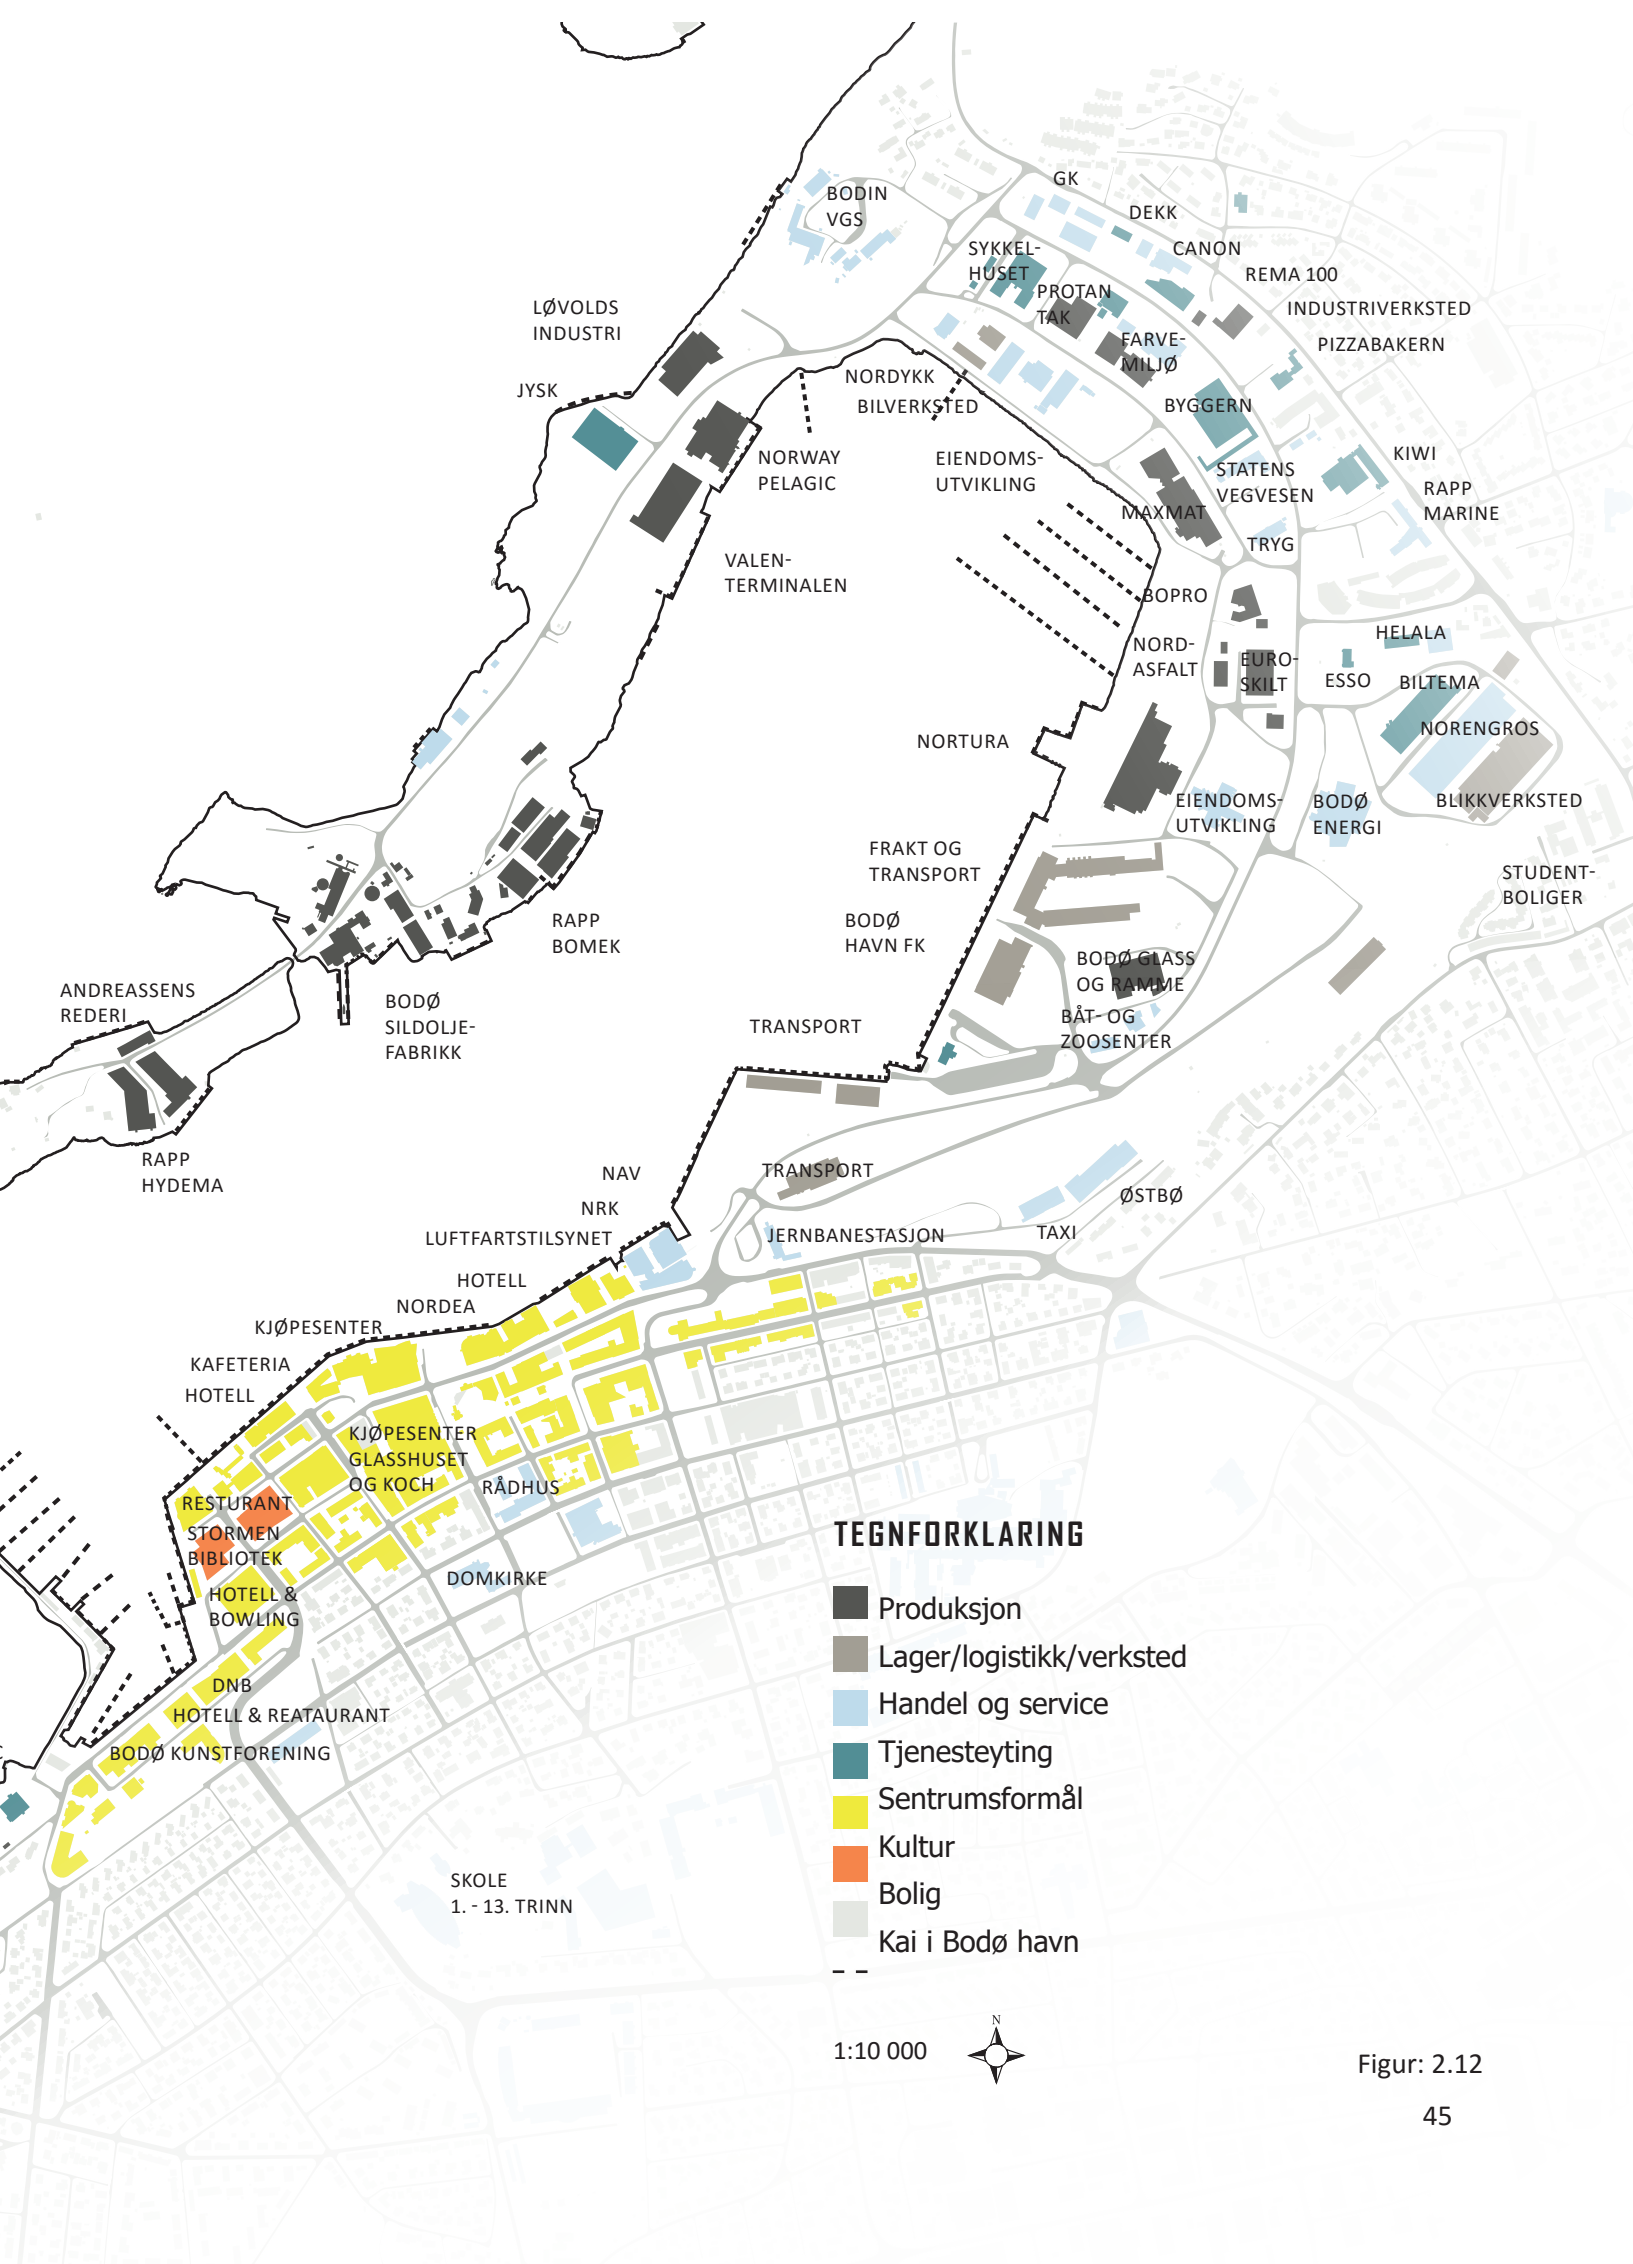 BODIN
VGS
GK
DEKK
SYKKEL-
HUSET
CANON
REMA 100
PROTAN
TAK
INDUSTRIVERKSTED
LØVOLDS
INDUSTRI
FARVE-
MILJØ
PIZZABAKERN
JYSK
NORDYKK
BILVERKSTED
BYGGERN
NORWAY
PELAGIC
EIENDOMS-
UTVIKLING
STATENS
VEGVESEN
KIWI
RAPP
MARINE
MAXMAT
TRYG
VALEN-
TERMINALEN
BOPRO
HELALA
NORD-
ASFALT
EURO-
SKILT
ESSO
BILTEMA
NORENGROS
NORTURA
EIENDOMS-
UTVIKLING
BODØ
ENERGI
BLIKKVERKSTED
FRAKT OG
TRANSPORT
STUDENT-
BOLIGER
RAPP
BOMEK
BODØ
HAVN FK
BODØ GLASS
OG RAMME
ANDREASSENS
REDERI
BODØ
SILDOLJE-
FABRIKK
TRANSPORT
BÅT- OG
ZOOSENTER
RAPP
HYDEMA
NAV
TRANSPORT
ØSTBØ
NRK
LUFTFARTSTILSYNET
JERNBANESTASJON
TAXI
HOTELL
NORDEA
KJØPESENTER
KAFETERIA
HOTELL
KJØPESENTER
GLASSHUSET
OG KOCH
RÅDHUS
RESTURANT
STORMEN
BIBLIOTEK
DOMKIRKE
HOTELL &
BOWLING
DNB
HOTELL & REATAURANT
BODØ KUNSTFORENING
SKOLE
1. - 13. TRINN
TEGNFORKLARING
Produksjon
Lager/logistikk/verksted
Handel og service
Tjenesteyting
Sentrumsformål
Kultur
Bolig
Kai i Bodø havn
N
1:10 000
Figur: 2.12
45